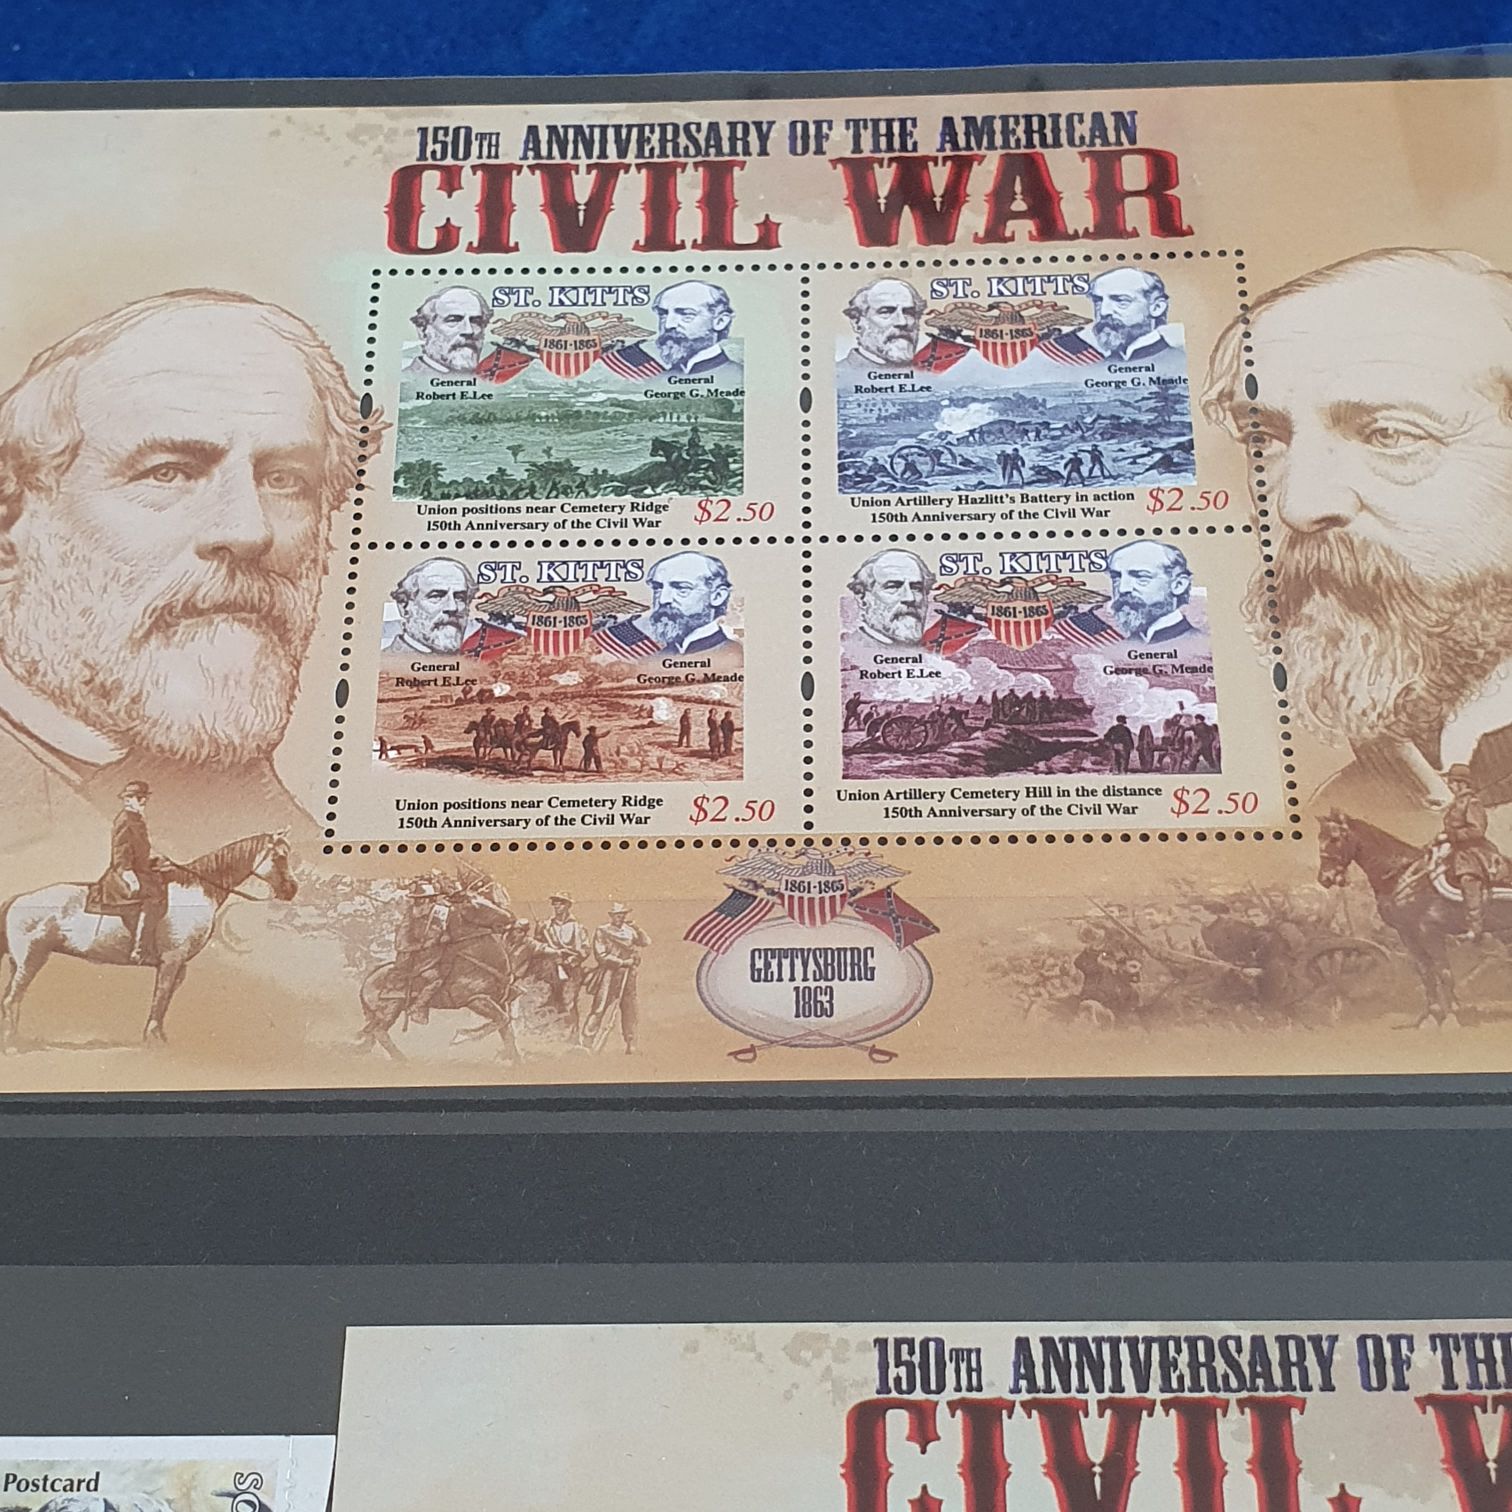 150TH ANNIVERSARY OF THE AMERICAN
CIVIL WAR
ST. KITTS
1861-1865
General
Robert E.Lee
General
George G. Meade
Union positions near Cemetery Ridge
150th Anniversary of the Civil War
$2.50
ST. KITTS
1861-1865
General
Robert E.Lee
General
George G. Meade
Union Artillery Hazlitt's Battery in action
150th Anniversary of the Civil War
$2.50
ST. KITTS
1861-1865
General
Robert E.Lee
General
George G. Meade
Union positions near Cemetery Ridge
150th Anniversary of the Civil War
$2.50
ST. KITTS
1861-1865
General
Robert E.Lee
General
George G. Meade
Union Artillery Cemetery Hill in the distance
150th Anniversary of the Civil War
$2.50
1861-1865
GETTYSBURG
1863
150TH ANNIVERSARY OF TH
CIVIL W
Postcard